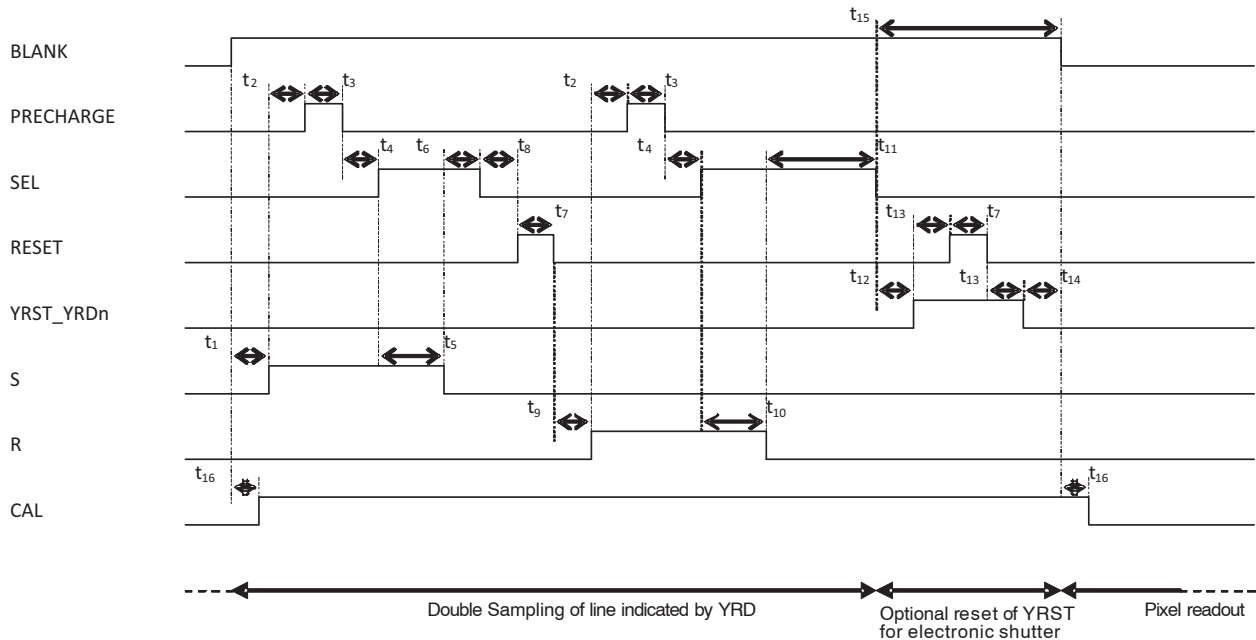 t15
BLANK
t2 t3 t2 t3
PRECHARGE
t4 t6 t8 t4 t11
SEL
t7 t13 t7
RESET
t12 t13 t14
YRST_YRDn
t1 t5
S
t9 t10
R
t16 t16
CAL
Double Sampling of line indicated by YRD
Optional reset of YRST
for electronic shutter
Pixel readout